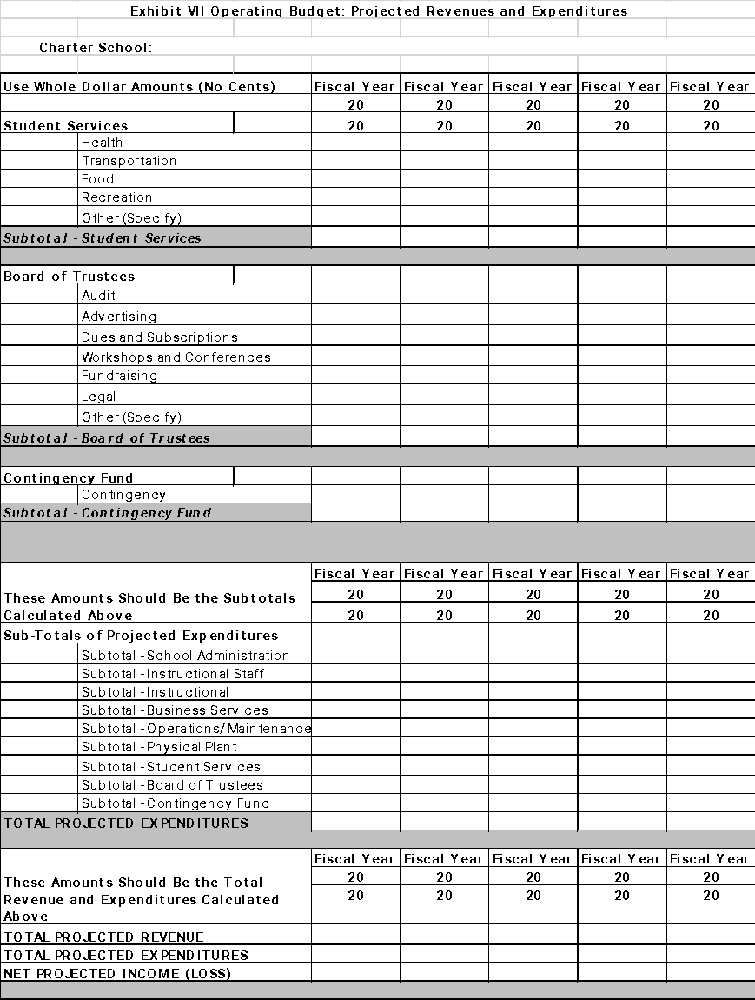 Exhibit VII Operating Budget: Projected Revenues and Expenditures
Charter School:
Use Whole Dollar Amounts (No Cents) Fiscal Year Fiscal Year Fiscal Year Fiscal Year Fiscal Year
20 20 20 20 20
Student Services 20 20 20 20 20
Health
Transportation
Food
Recreation
Other (Specify)
Subtotal - Student Services
Board of Trustees
Audit
Advertising
Dues and Subscriptions
Workshops and Conferences
Fundraising
Legal
Other (Specify)
Subtotal - Board of Trustees
Contingency Fund
Contingency
Subtotal - Contingency Fund
Fiscal Year Fiscal Year Fiscal Year Fiscal Year Fiscal Year
These Amounts Should Be the Subtotals 20 20 20 20 20
Calculated Above 20 20 20 20 20
Sub-Totals of Projected Expenditures
Subtotal - School Administration
Subtotal - Instructional Staff
Subtotal - Instructional
Subtotal - Business Services
Subtotal - Operations/Maintenance
Subtotal - Physical Plant
Subtotal - Student Services
Subtotal - Board of Trustees
Subtotal - Contingency Fund
TOTAL PROJECTED EXPENDITURES
Fiscal Year Fiscal Year Fiscal Year Fiscal Year Fiscal Year
These Amounts Should Be the Total 20 20 20 20 20
Revenue and Expenditures Calculated 20 20 20 20 20
Above
TOTAL PROJECTED REVENUE
TOTAL PROJECTED EXPENDITURES
NET PROJECTED INCOME (LOSS)